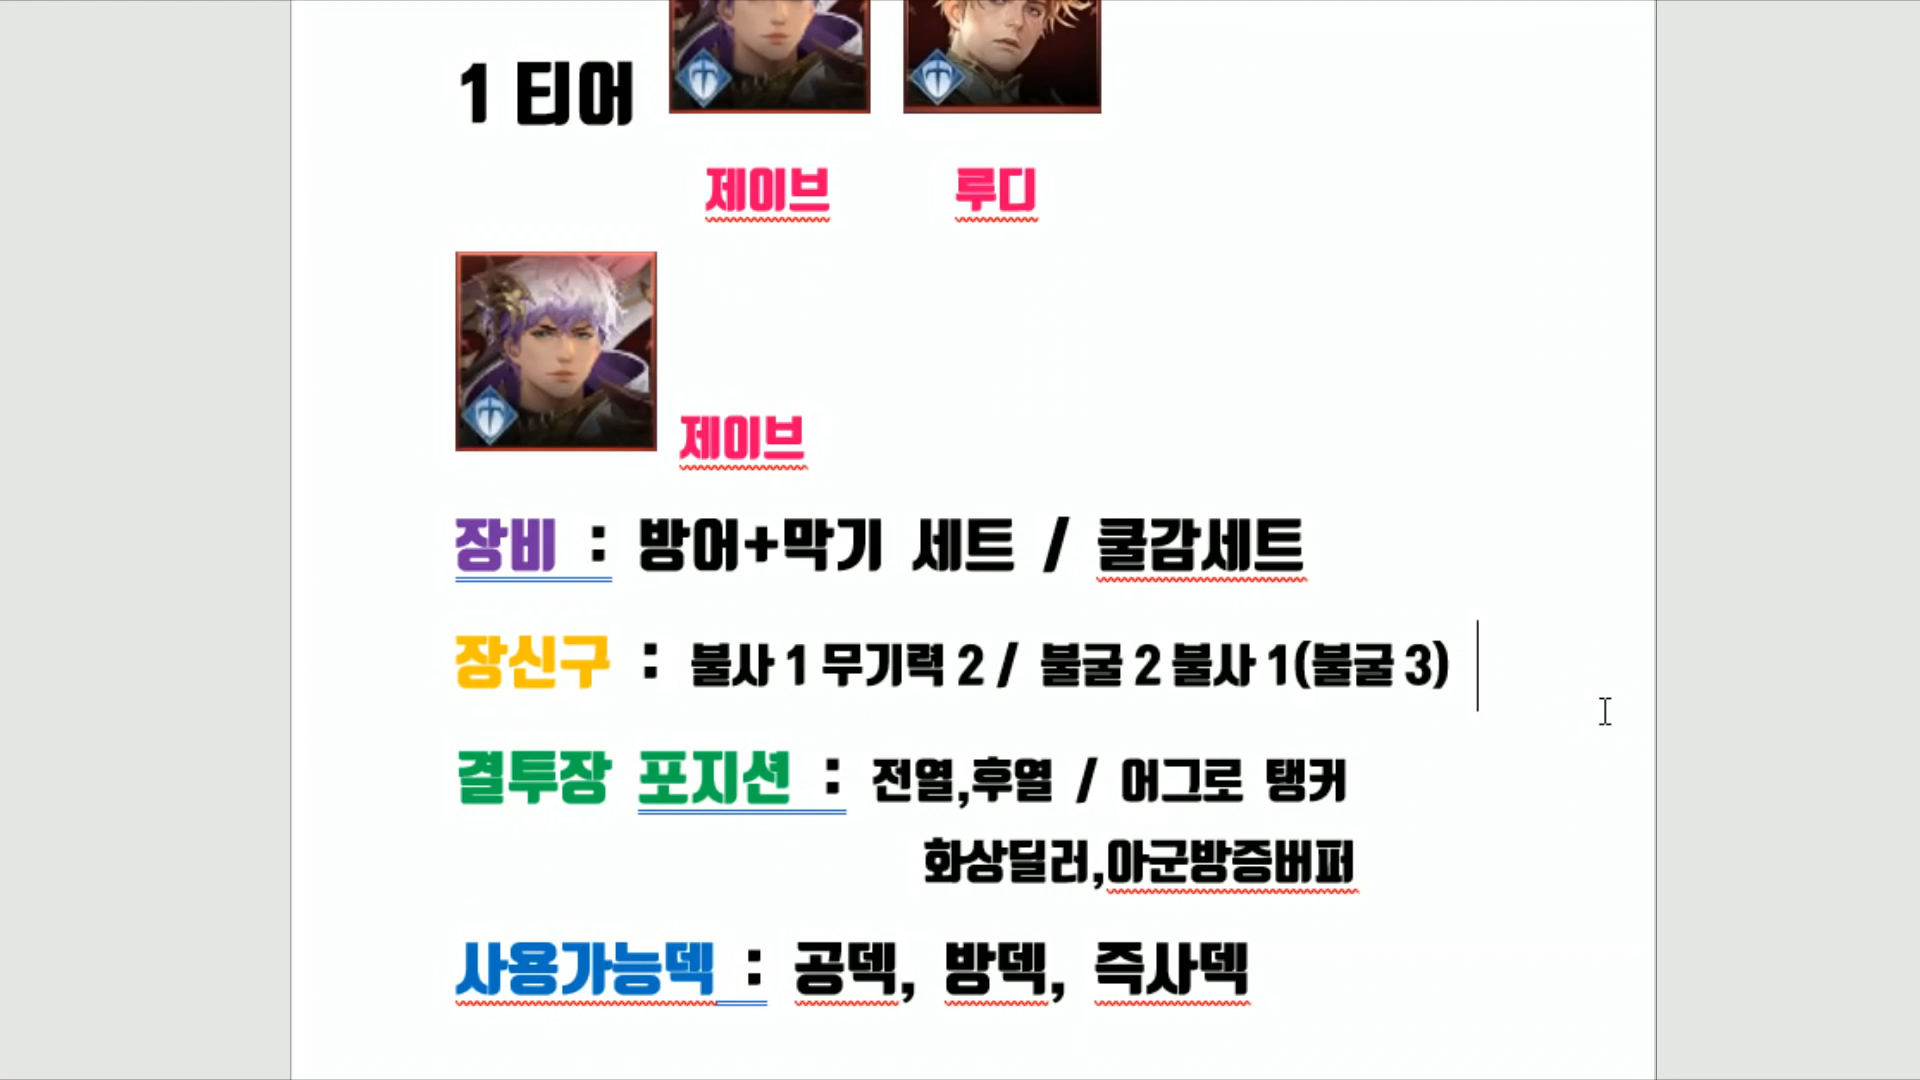 1 티어
제이브 루디
제이브
장비 : 방어+막기 세트 / 쿨감세트
장신구 : 불사 1 무기력 2 / 불굴 2 불사 1(불굴 3)
결투장 포지션 : 전열,후열 / 어그로 탱커
화상딜러,아군방증버퍼
사용가능덱 : 공덱, 방덱, 즉사덱